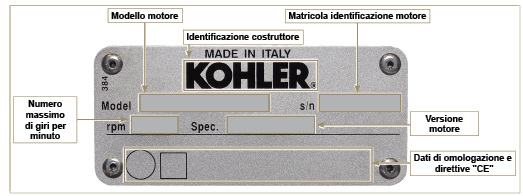 Modello motore
Matricola identificazione motore
Identificazione costruttore
MADE IN ITALY
KOHLER®
384
Model
s/n
Numero
massimo
di giri per
minuto
rpm
Spec.
Versione
motore
Dati di omologazione e
direttive "CE"